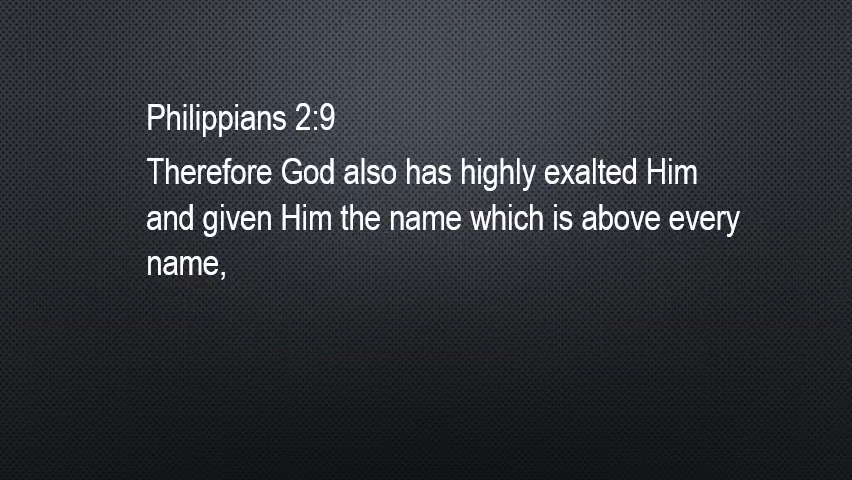 Philippians 2:9
Therefore God also has highly exalted Him
and given Him the name which is above every
name,